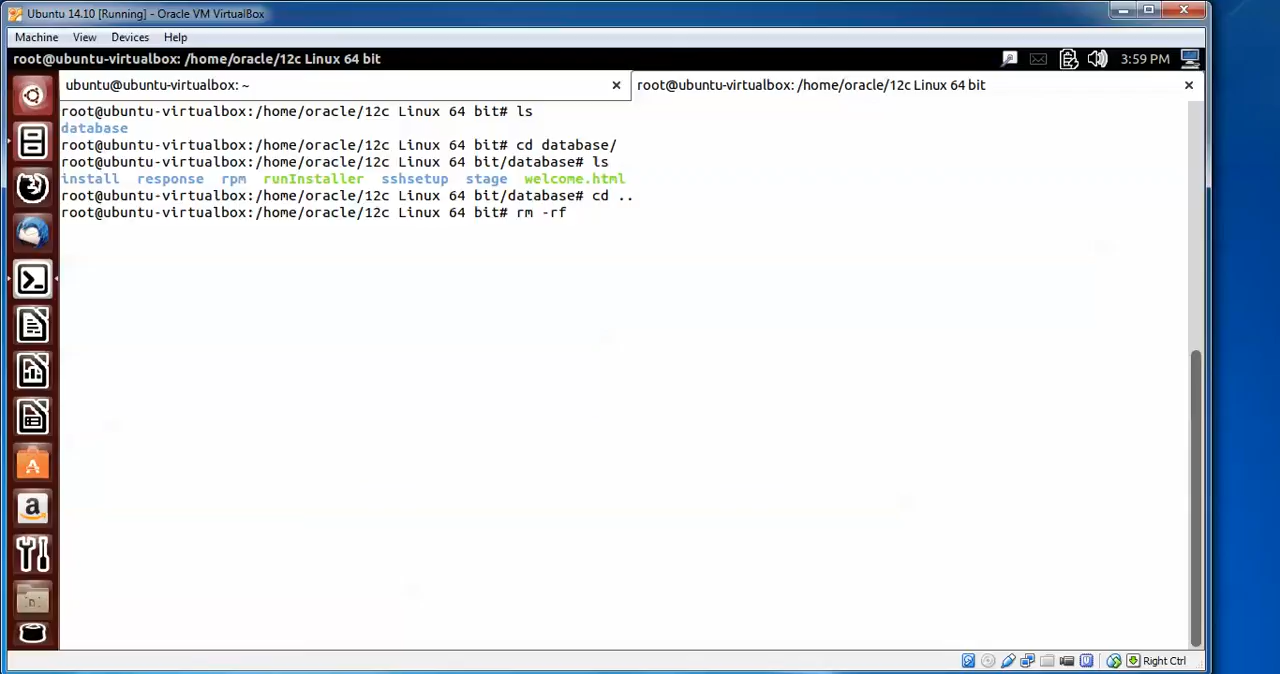 Ubuntu 14.10 [Running] - Oracle VM VirtualBox
Machine View Devices Help
root@ubuntu-virtualbox: /home/oracle/12c Linux 64 bit 3:59 PM
ubuntu@ubuntu-virtualbox: ~ × root@ubuntu-virtualbox: /home/oracle/12c Linux 64 bit ×
root@ubuntu-virtualbox:/home/oracle/12c Linux 64 bit# ls
database
root@ubuntu-virtualbox:/home/oracle/12c Linux 64 bit# cd database/
root@ubuntu-virtualbox:/home/oracle/12c Linux 64 bit/database# ls
install response rpm runInstaller sshsetup stage welcome.html
root@ubuntu-virtualbox:/home/oracle/12c Linux 64 bit/database# cd ..
root@ubuntu-virtualbox:/home/oracle/12c Linux 64 bit# rm -rf
Right Ctrl